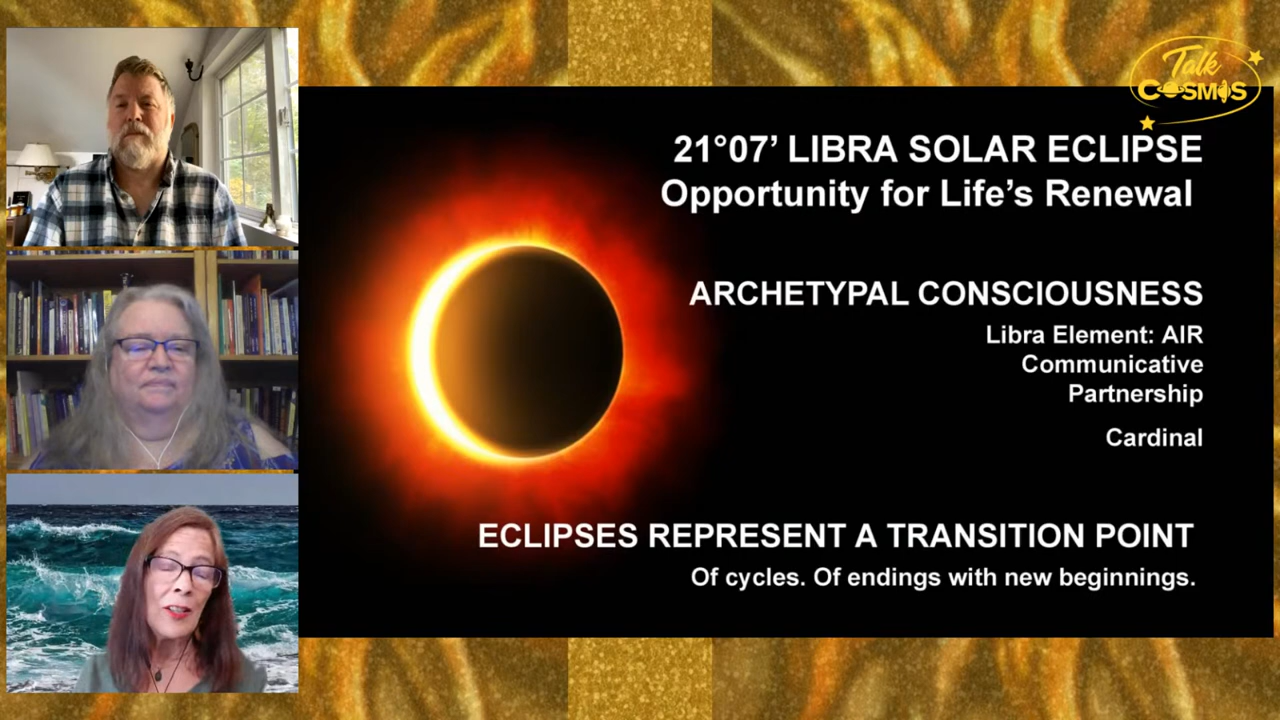 Talk
COSMOS
21°07’ LIBRA SOLAR ECLIPSE
Opportunity for Life’s Renewal
ARCHETYPAL CONSCIOUSNESS
Libra Element: AIR
Communicative
Partnership
Cardinal
ECLIPSES REPRESENT A TRANSITION POINT
Of cycles. Of endings with new beginnings.